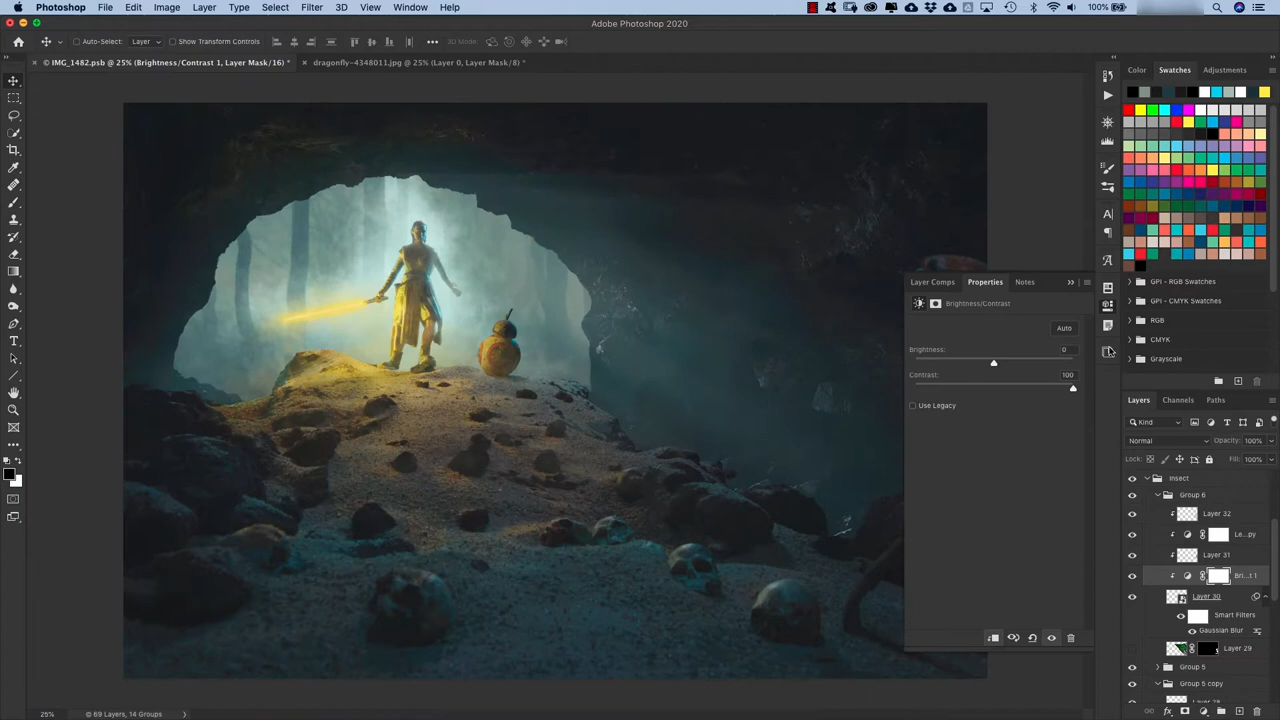 Photoshop File Edit Image Layer Type Select Filter 3D View Window Help 100%
Adobe Photoshop 2020
Auto-Select: Layer Show Transform Controls 3D Mode:
© IMG_1482.psb @ 25% (Brightness/Contrast 1, Layer Mask/16) *
dragonfly-4348011.jpg @ 25% (Layer 0, Layer Mask/8) *
Color Swatches Adjustments
GPI - RGB Swatches
GPI - CMYK Swatches
RGB
CMYK
Grayscale
Layer Comps Properties Notes
Brightness/Contrast
Auto
Brightness: 0
Contrast: 100
Use Legacy
Layers Channels Paths
Kind
Normal Opacity: 100%
Lock: Fill: 100%
Insect
Group 6
Layer 32
Le...py
Layer 31
Bri...t 1
Layer 30
Smart Filters
Gaussian Blur
Layer 29
Group 5
Group 5 copy
25% © 69 Layers, 14 Groups